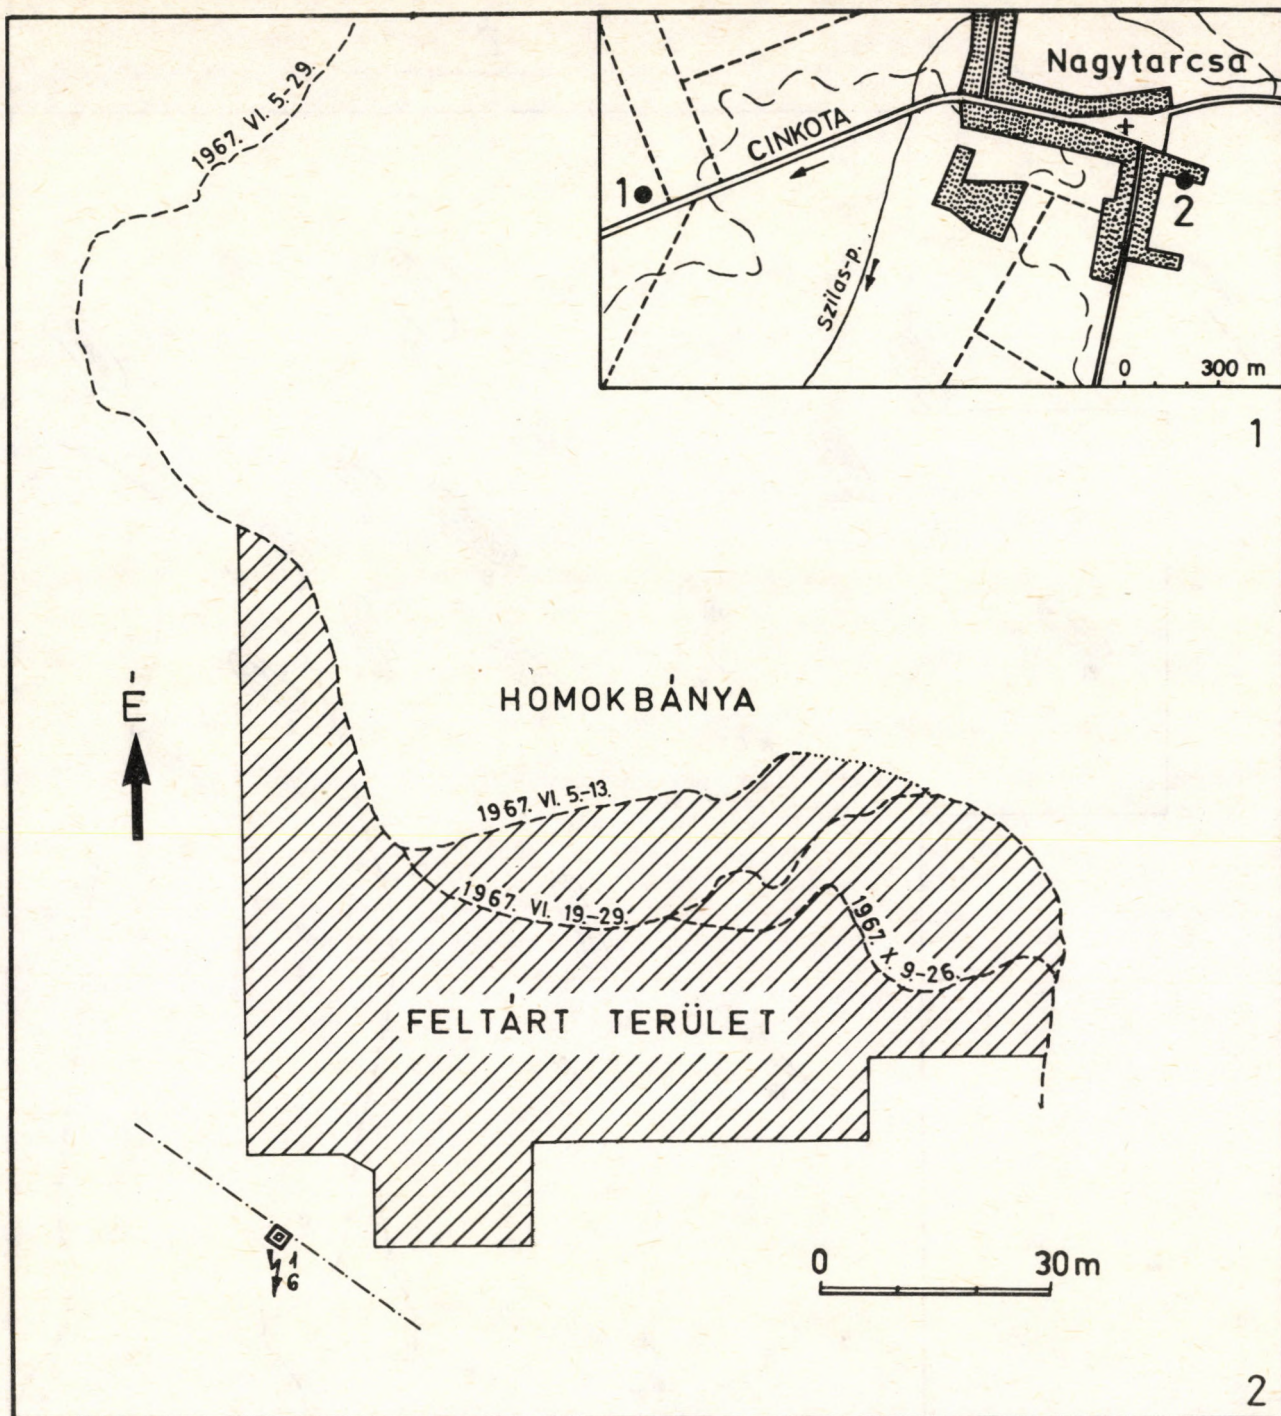 1967. VI. 5.-29.
Nagytarcsa
CINKOTA
1
2
Szilas-p.
0 300 m
1
É
HOMOKBÁNYA
1967. VI. 5.-13.
1967. VI. 19.-29.
1967. X. 9.-26.
FELTÁRT TERÜLET
1
6
0 30 m
2